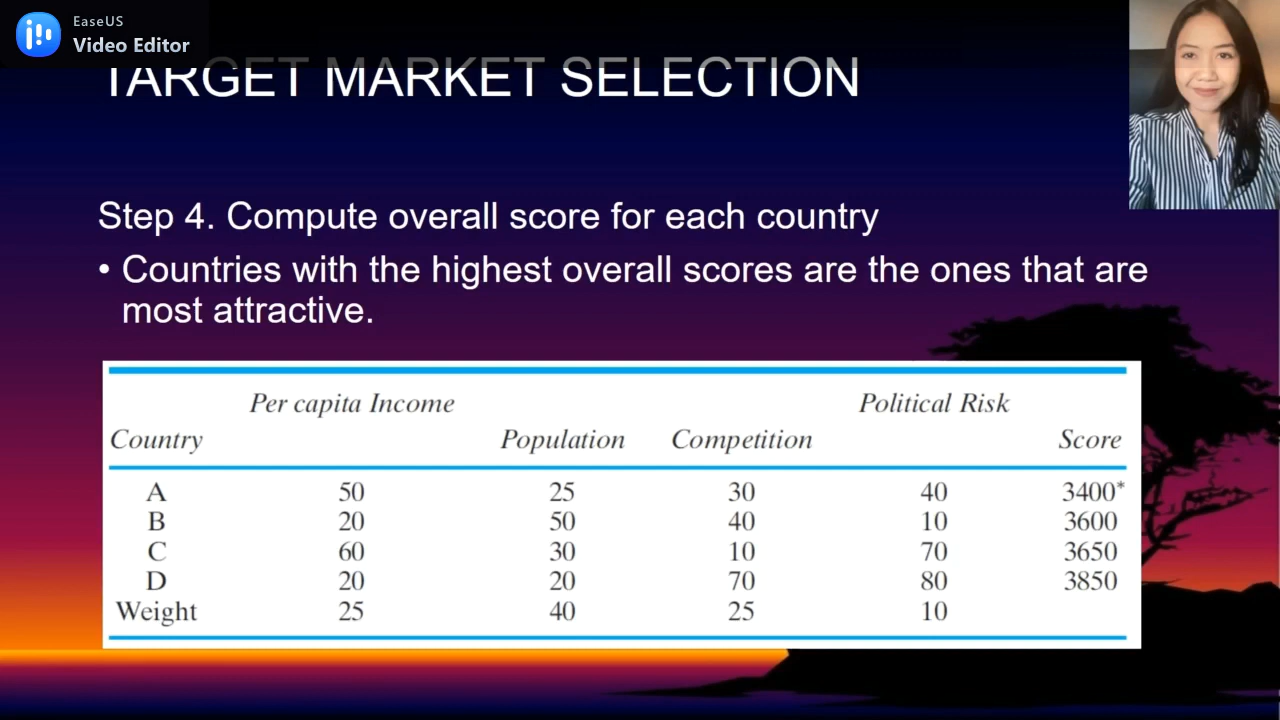 EaseUS
Video Editor
TARGET MARKET SELECTION
Step 4. Compute overall score for each country
• Countries with the highest overall scores are the ones that are
most attractive.
Per capita Income Political Risk
Country Population Competition Score
A 50 25 30 40 3400*
B 20 50 40 10 3600
C 60 30 10 70 3650
D 20 20 70 80 3850
Weight 25 40 25 10